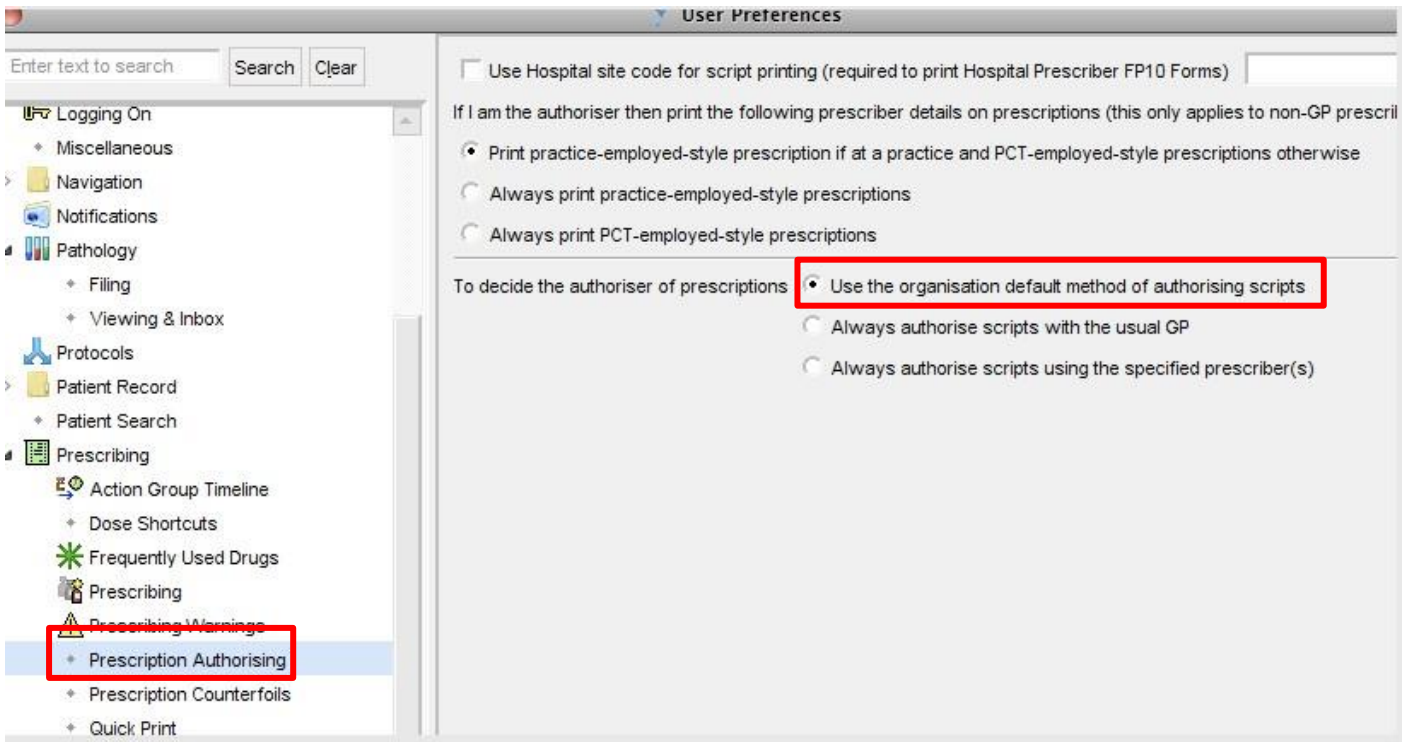 User Preferences
Enter text to search
Search
Clear
Logging On
Miscellaneous
Navigation
Notifications
Pathology
Filing
Viewing & Inbox
Protocols
Patient Record
Patient Search
Prescribing
Action Group Timeline
Dose Shortcuts
Frequently Used Drugs
Prescribing
Prescribing Warnings
Prescription Authorising
Prescription Counterfoils
Quick Print
Use Hospital site code for script printing (required to print Hospital Prescriber FP10 Forms)
If I am the authoriser then print the following prescriber details on prescriptions (this only applies to non-GP prescri
Print practice-employed-style prescription if at a practice and PCT-employed-style prescriptions otherwise
Always print practice-employed-style prescriptions
Always print PCT-employed-style prescriptions
To decide the authoriser of prescriptions
Use the organisation default method of authorising scripts
Always authorise scripts with the usual GP
Always authorise scripts using the specified prescriber(s)